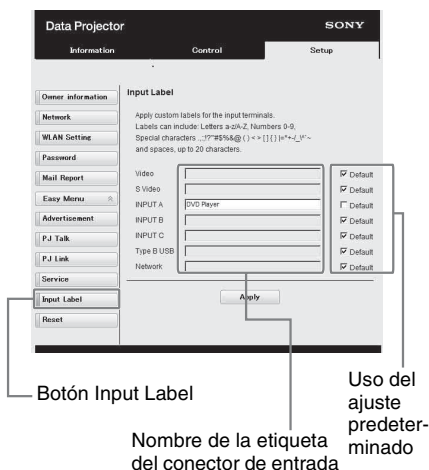 Data Projector
SONY
Information
Control
Setup
Owner information
Network
WLAN Setting
Password
Mail Report
Easy Menu
Advertisement
PJ Talk
PJ Link
Service
Input Label
Reset
Input Label
Apply custom labels for the input terminals.
Labels can include: Letters a-z/A-Z, Numbers 0-9,
Special characters
and spaces, up to 20 characters.
Video
Default
S Video
Default
INPUT A
DVD Player
Default
INPUT B
Default
INPUT C
Default
Type B USB
Default
Network
Default
Apply
Botón Input Label
Nombre de la etiqueta
del conector de entrada
Uso del
ajuste
predeter-
minado